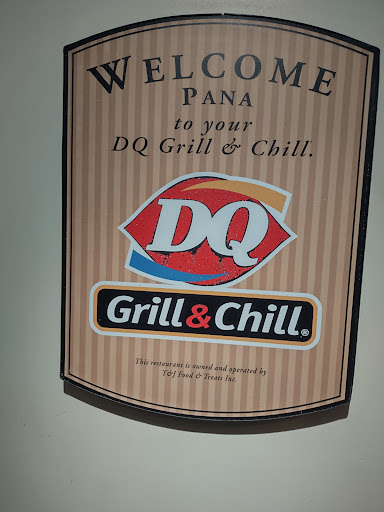 WELCOME
PANA
to your
DQ Grill & Chill.
DQ
Grill & Chill®
This restaurant is owned and operated by
T&J Food & Treats Inc.